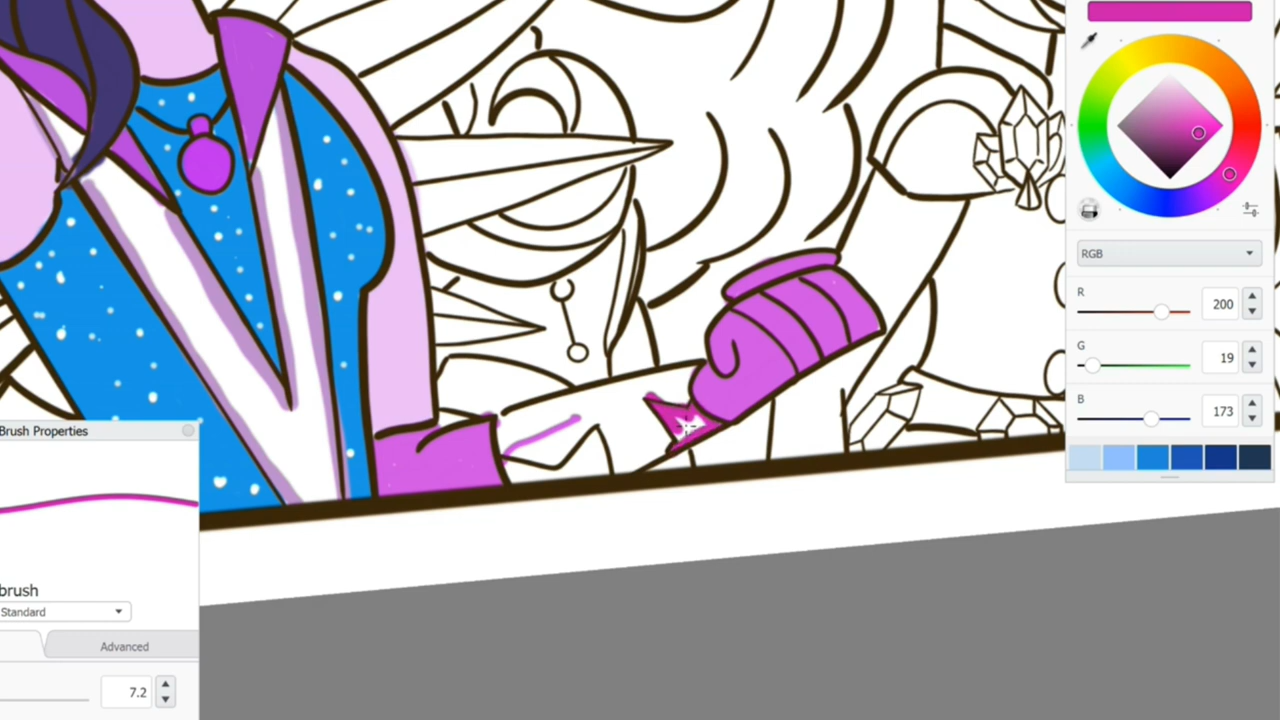 RGB
R
200
G
19
B
173
Brush Properties
brush
Standard
Advanced
7.2